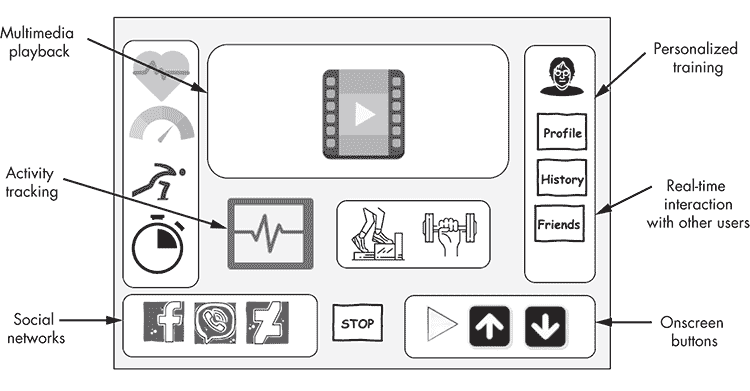 Multimedia
playback
Personalized
training
Profile
Activity
tracking
History
Real-time
interaction
with other users
Friends
Social
networks
STOP
Onscreen
buttons